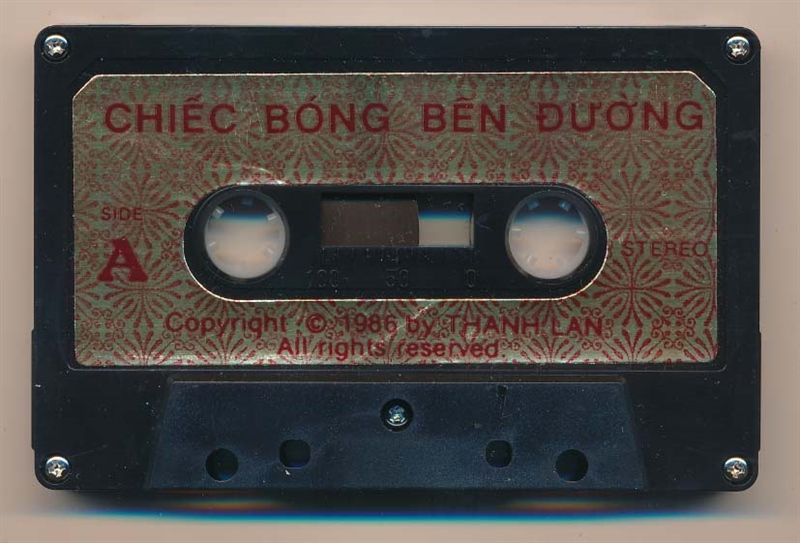 CHIẾC BÓNG BÊN ĐƯỜNG
SIDE
A
STEREO
100 50 0
Copyright © 1986 by THANH LAN
All rights reserved